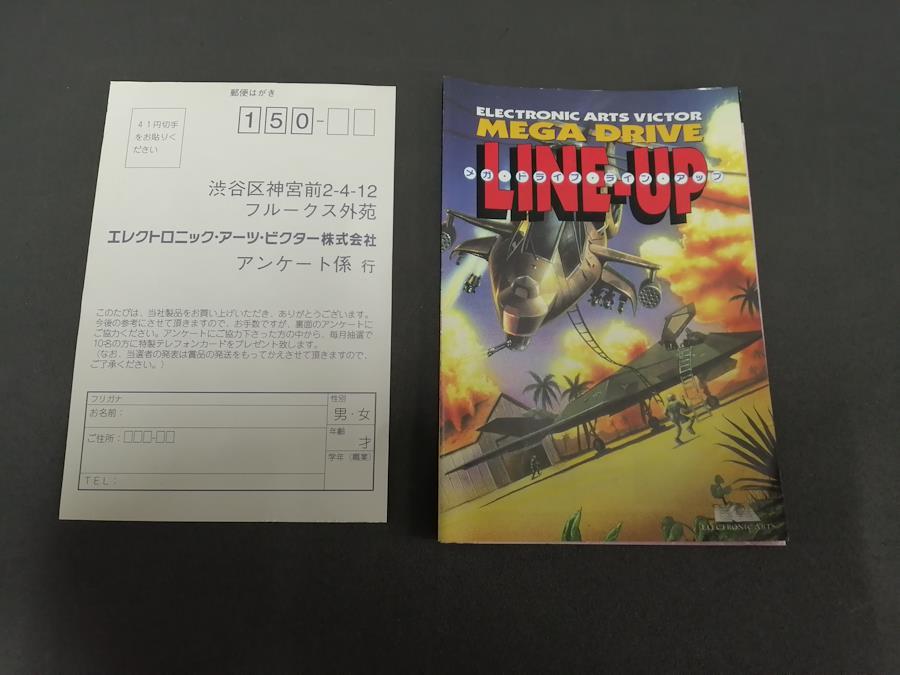 郵便はがき
41円切手
をお貼りく
ださい
150-
渋谷区神宮前2-4-12
フルークス外苑
エレクトロニック・アーツ・ビクター株式会社
アンケート係 行
このたびは、当社製品をお買い上げいただき、ありがとうございます。
今後の参考にさせて頂きますので、お手数ですが、裏面のアンケートに
ご協力ください。アンケートにご協力下さった方の中から、毎月抽選で
10名の方に特製テレフォンカードをプレゼント致します。
(なお、当選者の発表は賞品の発送をもってかえさせて頂きますので、
ご了承ください。)
フリガナ
お名前:
性別
男・女
ご住所:
年齢
才
学年(職業)
TEL:
ELECTRONIC ARTS VICTOR
MEGA DRIVE
LINE-UP
メガ・ドライブ・ライン・アップ
ELECTRONIC ARTS